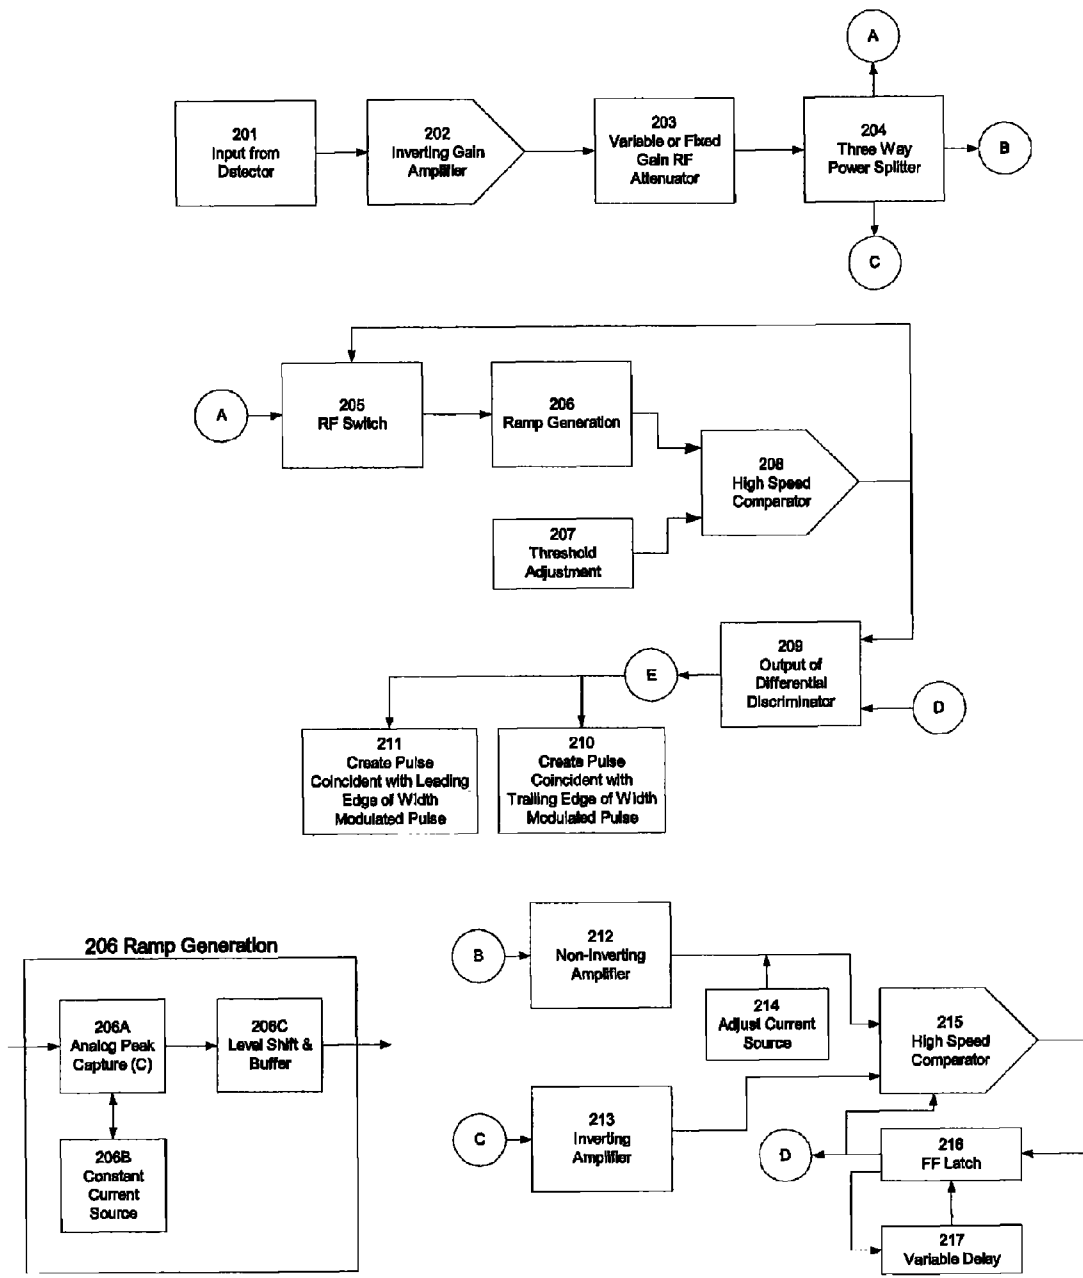 A
201
Input from
Detector
202
Inverting Gain
Amplifier
203
Variable or Fixed
Gain RF
Attenuator
204
Three Way
Power Splitter
B
C
A
205
RF Switch
206
Ramp Generation
208
High Speed
Comparator
207
Threshold
Adjustment
209
Output of
Differential
Discriminator
E
D
211
Create Pulse
Coincident with Leading
Edge of Width
Modulated Pulse
210
Create Pulse
Coincident with
Trailing Edge of Width
Modulated Pulse
206 Ramp Generation
206A
Analog Peak
Capture (C)
206C
Level Shift &
Buffer
206B
Constant
Current
Source
B
212
Non-Inverting
Amplifier
214
Adjust Current
Source
215
High Speed
Comparator
C
213
Inverting
Amplifier
D
216
FF Latch
217
Variable Delay